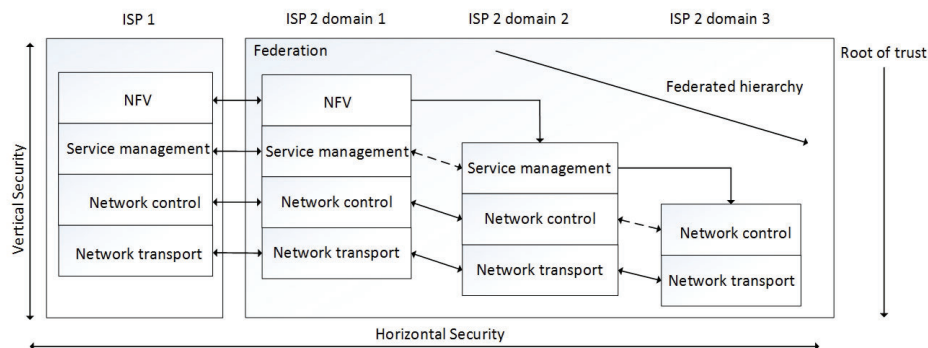 ISP 1
ISP 2 domain 1
ISP 2 domain 2
ISP 2 domain 3
Federation
Root of trust
Federated hierarchy
NFV
NFV
Service management
Service management
Service management
Network control
Network control
Network control
Network control
Network transport
Network transport
Network transport
Network transport
Vertical Security
Horizontal Security